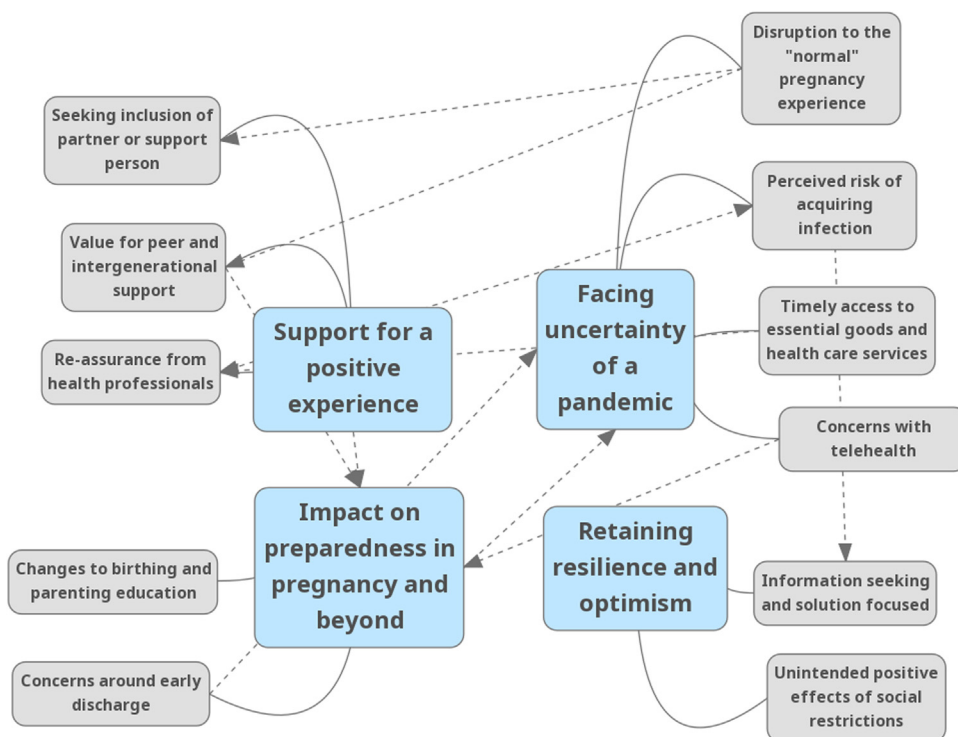 Disruption to the
"normal"
pregnancy
experience
Seeking inclusion of
partner or support
person
Perceived risk of
acquiring
infection
Value for peer and
intergenerational
support
Facing
uncertainty
of a
pandemic
Timely access to
essential goods and
health care services
Support for a
positive
experience
Re-assurance from
health professionals
Concerns with
telehealth
Impact on
preparedness in
pregnancy and
beyond
Retaining
resilience and
optimism
Changes to birthing and
parenting education
Information seeking
and solution focused
Concerns around early
discharge
Unintended positive
effects of social
restrictions